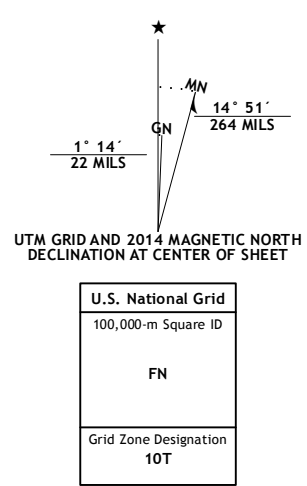 ★
MN
GN
14° 51´
264 MILS
1° 14´
22 MILS
UTM GRID AND 2014 MAGNETIC NORTH
DECLINATION AT CENTER OF SHEET
U.S. National Grid
100,000-m Square ID
FN
Grid Zone Designation
10T